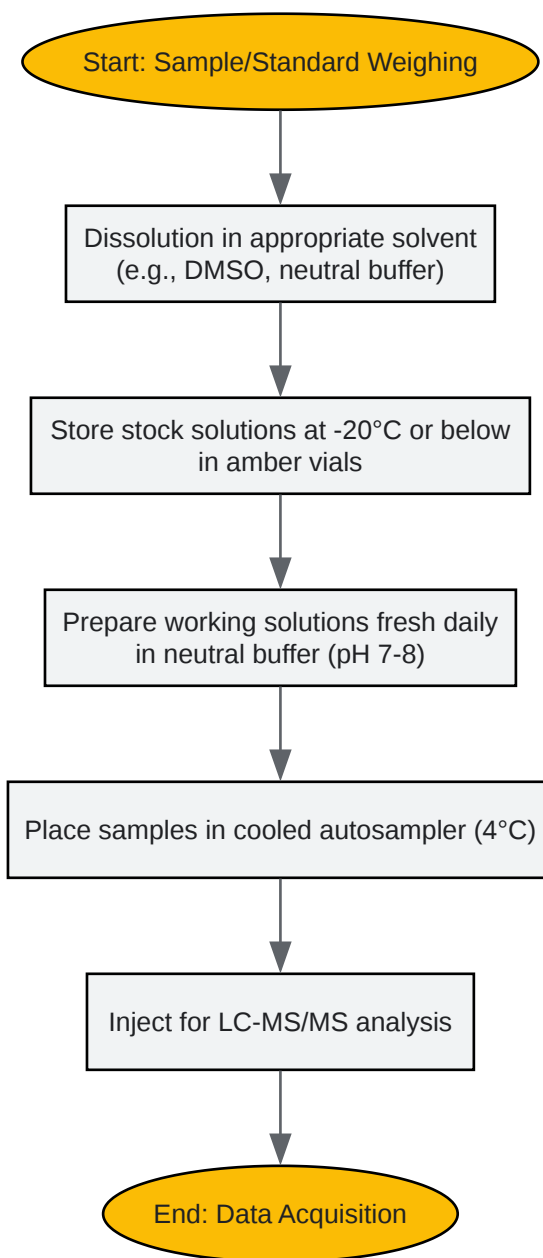 Start: Sample/Standard Weighing
Dissolution in appropriate solvent
(e.g., DMSO, neutral buffer)
Store stock solutions at -20°C or below
in amber vials
Prepare working solutions fresh daily
in neutral buffer (pH 7-8)
Place samples in cooled autosampler (4°C)
Inject for LC-MS/MS analysis
End: Data Acquisition